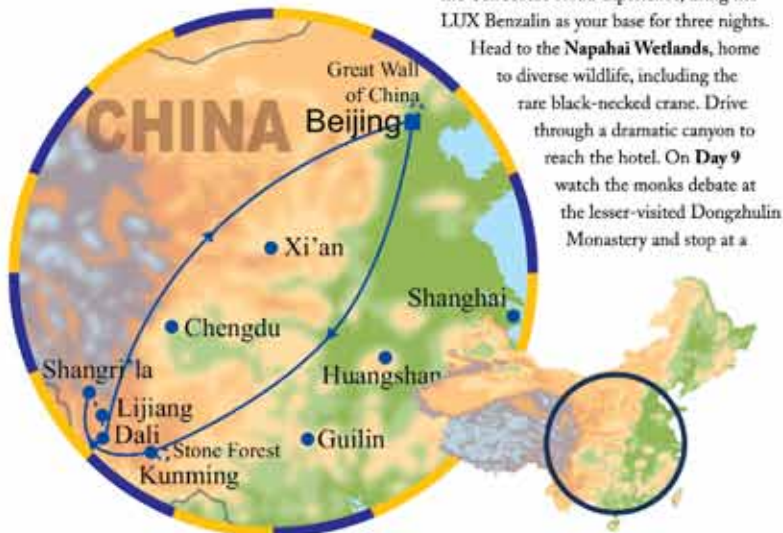 LUX Benzalin as your base for three nights.
Head to the Napahai Wetlands, home
to diverse wildlife, including the
rare black-necked crane. Drive
through a dramatic canyon to
reach the hotel. On Day 9
watch the monks debate at
the lesser-visited Dongzhulin
Monastery and stop at a
Great Wall
of China
CHINA
Beijing
Xi'an
Shanghai
Chengdu
Huangshan
Shangri'la
Lijiang
Dali
Guilin
Stone Forest
Kunming